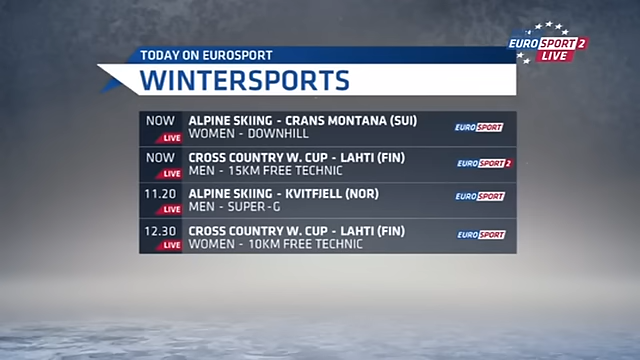 EUROSPORT 2
LIVE
TODAY ON EUROSPORT
WINTERSPORTS
NOW LIVE ALPINE SKIING - CRANS MONTANA (SUI)
WOMEN - DOWNHILL EUROSPORT
NOW LIVE CROSS COUNTRY W. CUP - LAHTI (FIN)
MEN - 15KM FREE TECHNIC EUROSPORT 2
11.20 LIVE ALPINE SKIING - KVITFJELL (NOR)
MEN - SUPER-G EUROSPORT
12.30 LIVE CROSS COUNTRY W. CUP - LAHTI (FIN)
WOMEN - 10KM FREE TECHNIC EUROSPORT